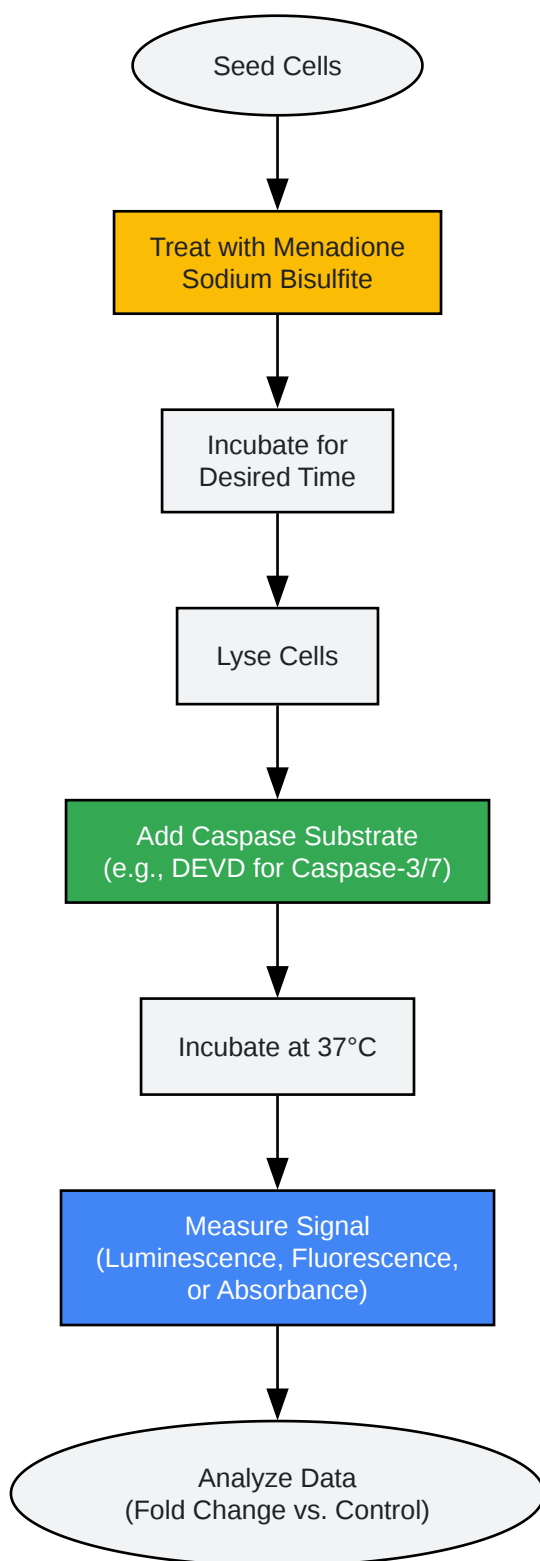 Seed Cells
Treat with Menadione
Sodium Bisulfite
Incubate for
Desired Time
Lyse Cells
Add Caspase Substrate
(e.g., DEVD for Caspase-3/7)
Incubate at 37°C
Measure Signal
(Luminescence, Fluorescence,
or Absorbance)
Analyze Data
(Fold Change vs. Control)